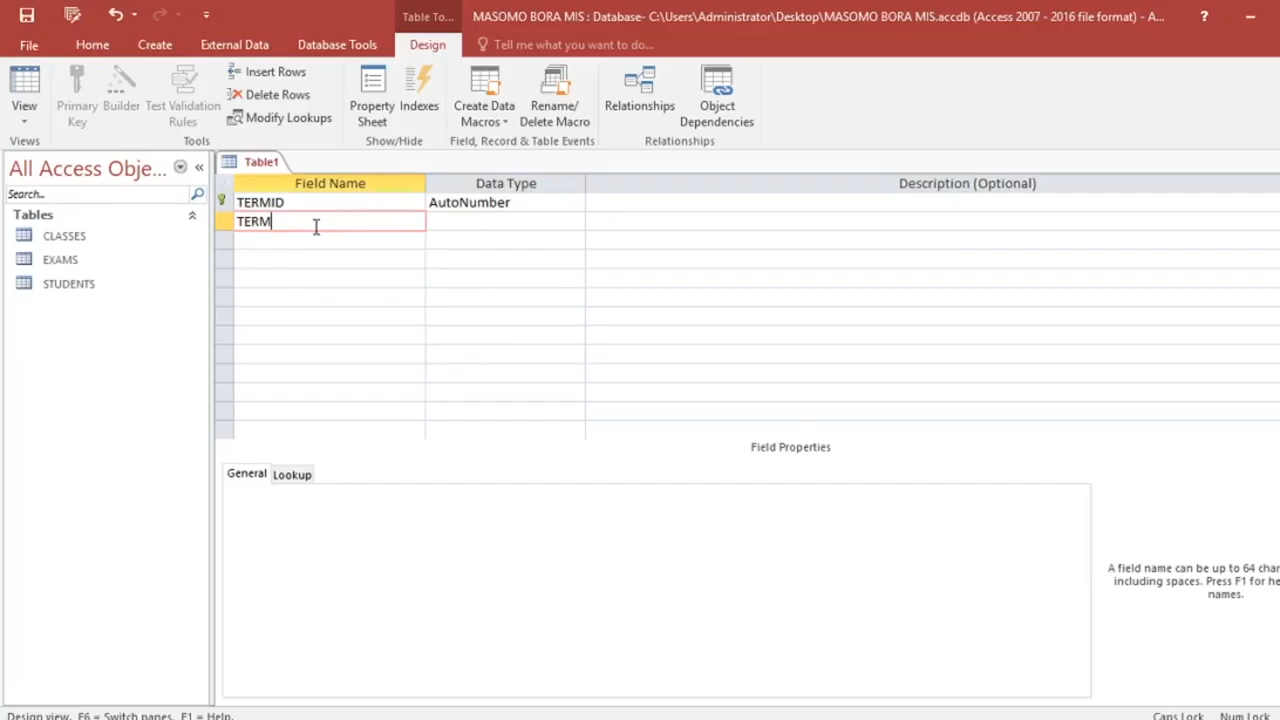 Table To...
MASOMO BORA MIS : Database- C:\Users\Administrator\Desktop\MASOMO BORA MIS.accdb (Access 2007 - 2016 file format) - A...
?
File
Home
Create
External Data
Database Tools
Design
Tell me what you want to do...
View
Primary Key
Builder
Test Validation Rules
Insert Rows
Delete Rows
Modify Lookups
Property Sheet
Indexes
Create Data Macros
Rename/ Delete Macro
Relationships
Object Dependencies
Views
Tools
Show/Hide
Field, Record & Table Events
Relationships
All Access Obje...
«
Search...
Tables
CLASSES
EXAMS
STUDENTS
Table1
Field Name
Data Type
Description (Optional)
TERMID
AutoNumber
TERM
Field Properties
General
Lookup
A field name can be up to 64 char
including spaces. Press F1 for he
names.
Design view. F6 = Switch panes. F1 = Help.
Caps Lock
Num Lock